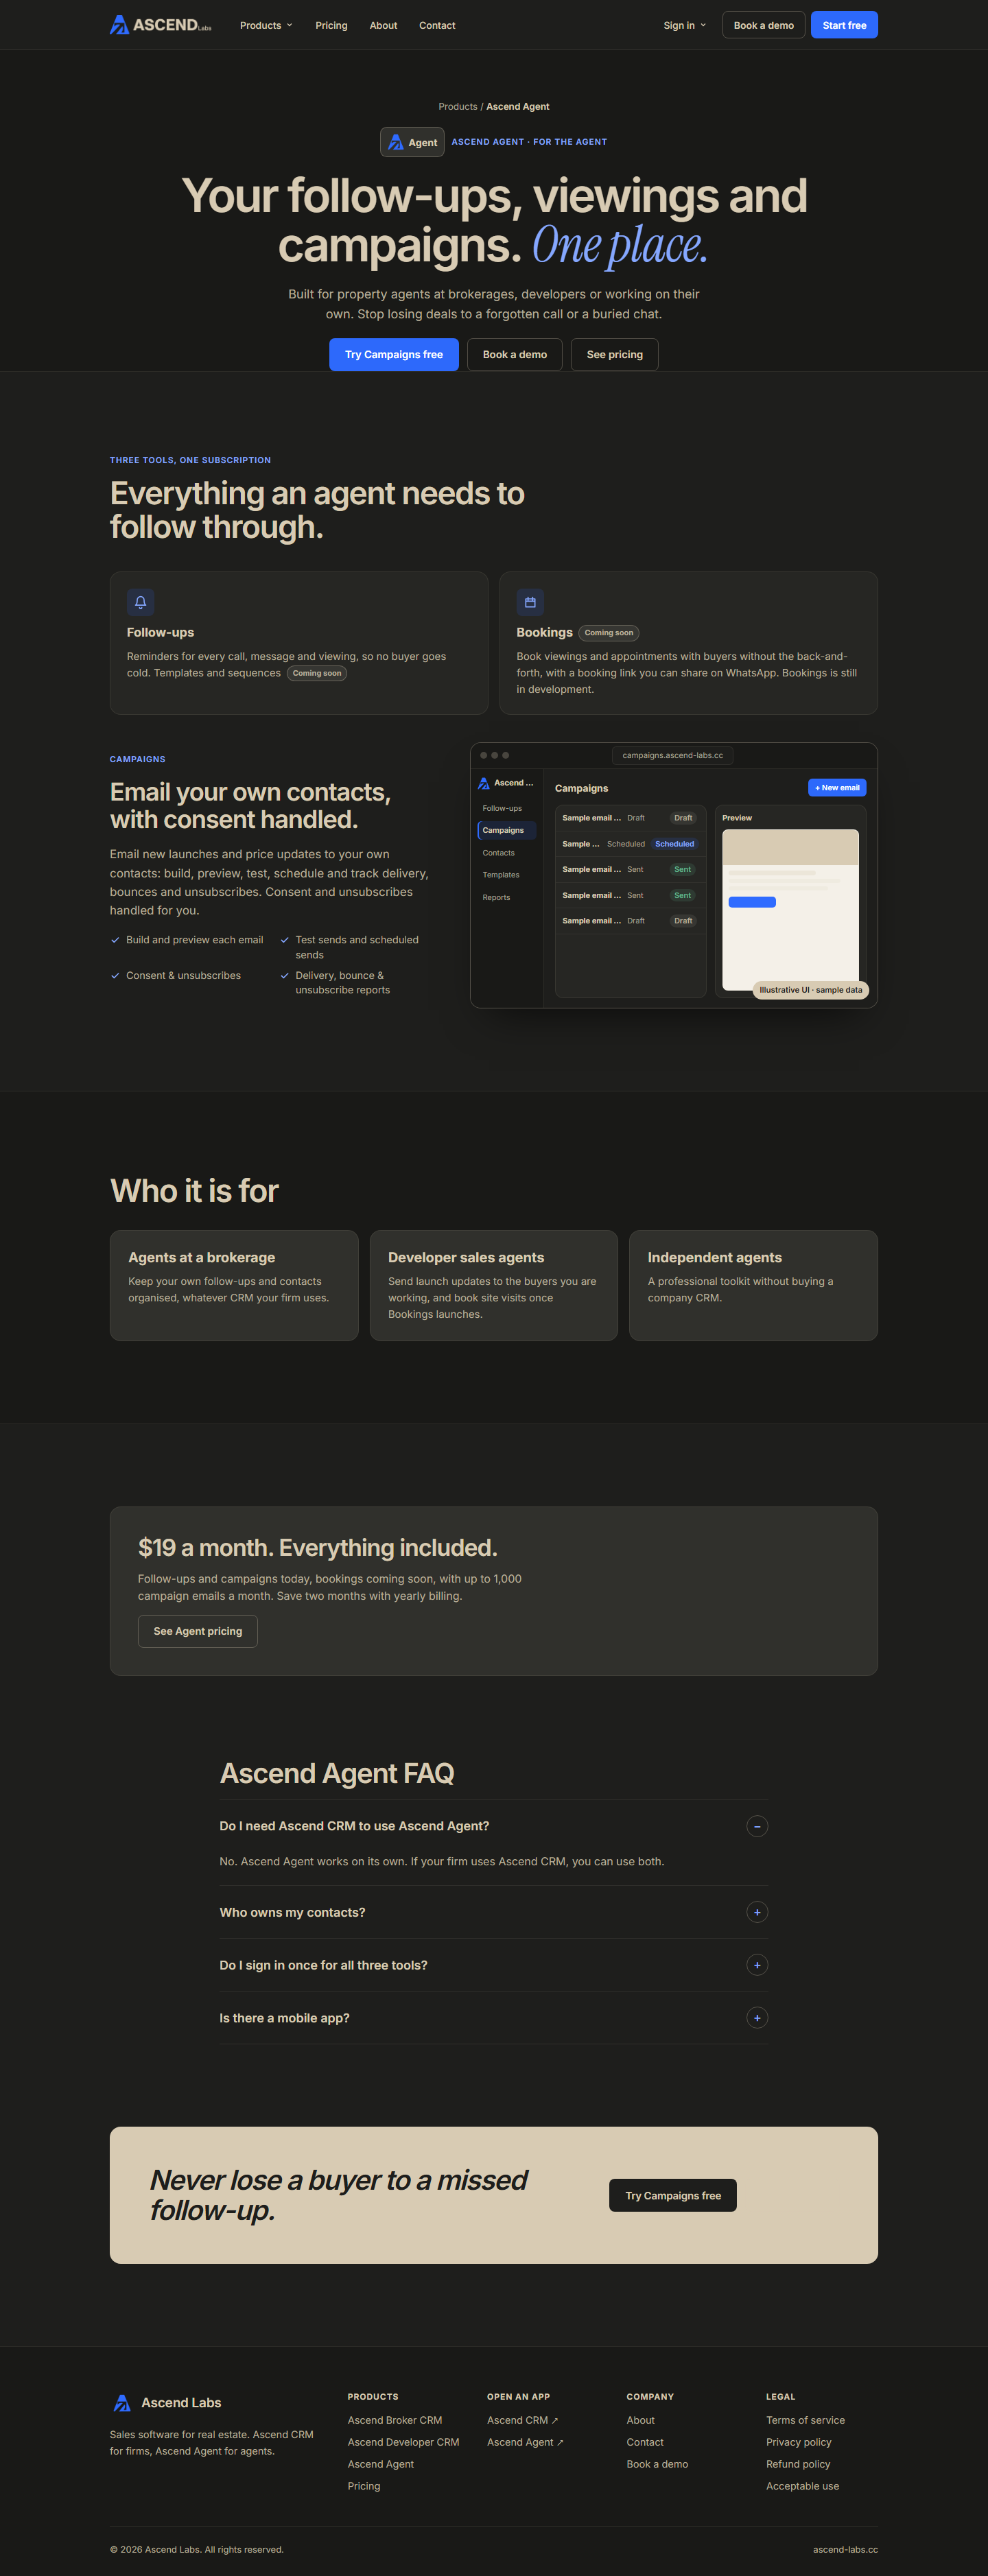 ASCEND Labs
Products
Pricing
About
Contact
Sign in
Book a demo
Start free
Products / Ascend Agent
Agent
ASCEND AGENT · FOR THE AGENT
Your follow-ups, viewings and
campaigns. One place.
Built for property agents at brokerages, developers or working on their
own. Stop losing deals to a forgotten call or a buried chat.
Try Campaigns free
Book a demo
See pricing
THREE TOOLS, ONE SUBSCRIPTION
Everything an agent needs to
follow through.
Follow-ups
Reminders for every call, message and viewing, so no buyer goes
cold. Templates and sequences Coming soon
Bookings Coming soon
Book viewings and appointments with buyers without the back-and-
forth, with a booking link you can share on WhatsApp. Bookings is still
in development.
CAMPAIGNS
Email your own contacts,
with consent handled.
Email new launches and price updates to your own
contacts: build, preview, test, schedule and track delivery,
bounces and unsubscribes. Consent and unsubscribes
handled for you.
Build and preview each email
Test sends and scheduled
sends
Consent & unsubscribes
Delivery, bounce &
unsubscribe reports
campaigns.ascend-labs.cc
Ascend ...
Follow-ups
Campaigns
Contacts
Templates
Reports
Campaigns
+ New email
Sample email ... Draft Draft
Sample ... Scheduled Scheduled
Sample email ... Sent Sent
Sample email ... Sent Sent
Sample email ... Draft Draft
Preview
Illustrative UI · sample data
Who it is for
Agents at a brokerage
Keep your own follow-ups and contacts
organised, whatever CRM your firm uses.
Developer sales agents
Send launch updates to the buyers you are
working, and book site visits once
Bookings launches.
Independent agents
A professional toolkit without buying a
company CRM.
$19 a month. Everything included.
Follow-ups and campaigns today, bookings coming soon, with up to 1,000
campaign emails a month. Save two months with yearly billing.
See Agent pricing
Ascend Agent FAQ
Do I need Ascend CRM to use Ascend Agent?
No. Ascend Agent works on its own. If your firm uses Ascend CRM, you can use both.
Who owns my contacts?
Do I sign in once for all three tools?
Is there a mobile app?
Never lose a buyer to a missed
follow-up.
Try Campaigns free
Ascend Labs
Sales software for real estate. Ascend CRM
for firms, Ascend Agent for agents.
PRODUCTS
Ascend Broker CRM
Ascend Developer CRM
Ascend Agent
Pricing
OPEN AN APP
Ascend CRM ↗
Ascend Agent ↗
COMPANY
About
Contact
Book a demo
LEGAL
Terms of service
Privacy policy
Refund policy
Acceptable use
© 2026 Ascend Labs. All rights reserved.
ascend-labs.cc